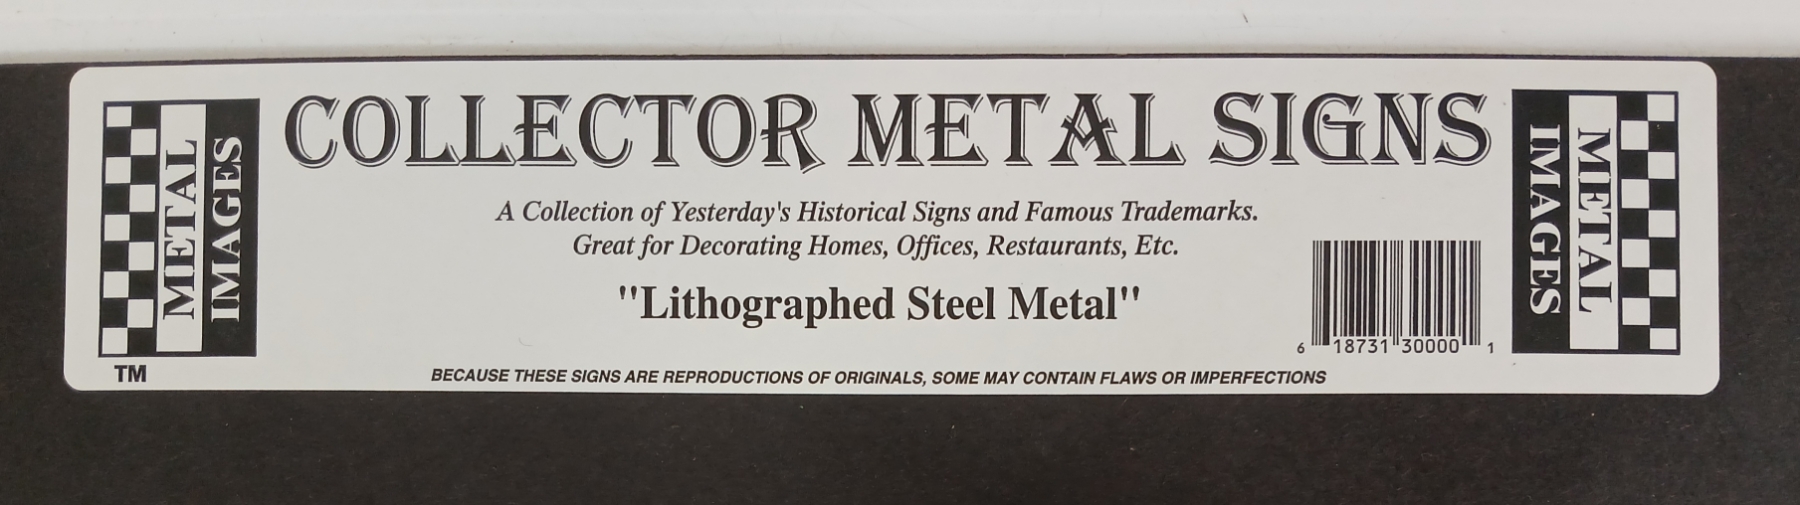 METAL
IMAGES
TM
COLLECTOR METAL SIGNS
A Collection of Yesterday's Historical Signs and Famous Trademarks.
Great for Decorating Homes, Offices, Restaurants, Etc.
"Lithographed Steel Metal"
BECAUSE THESE SIGNS ARE REPRODUCTIONS OF ORIGINALS, SOME MAY CONTAIN FLAWS OR IMPERFECTIONS
6 18731 30000 1
METAL
IMAGES